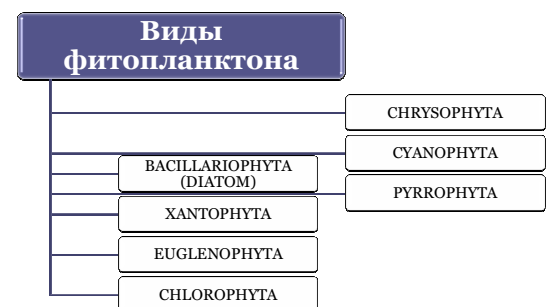 Виды
фитопланктона
CHRYSOPHYTA
CYANOPHYTA
BACILLARIOPHYTA
(DIATOM)
PYRROPHYTA
XANTOPHYTA
EUGLENOPHYTA
CHLOROPHYTA